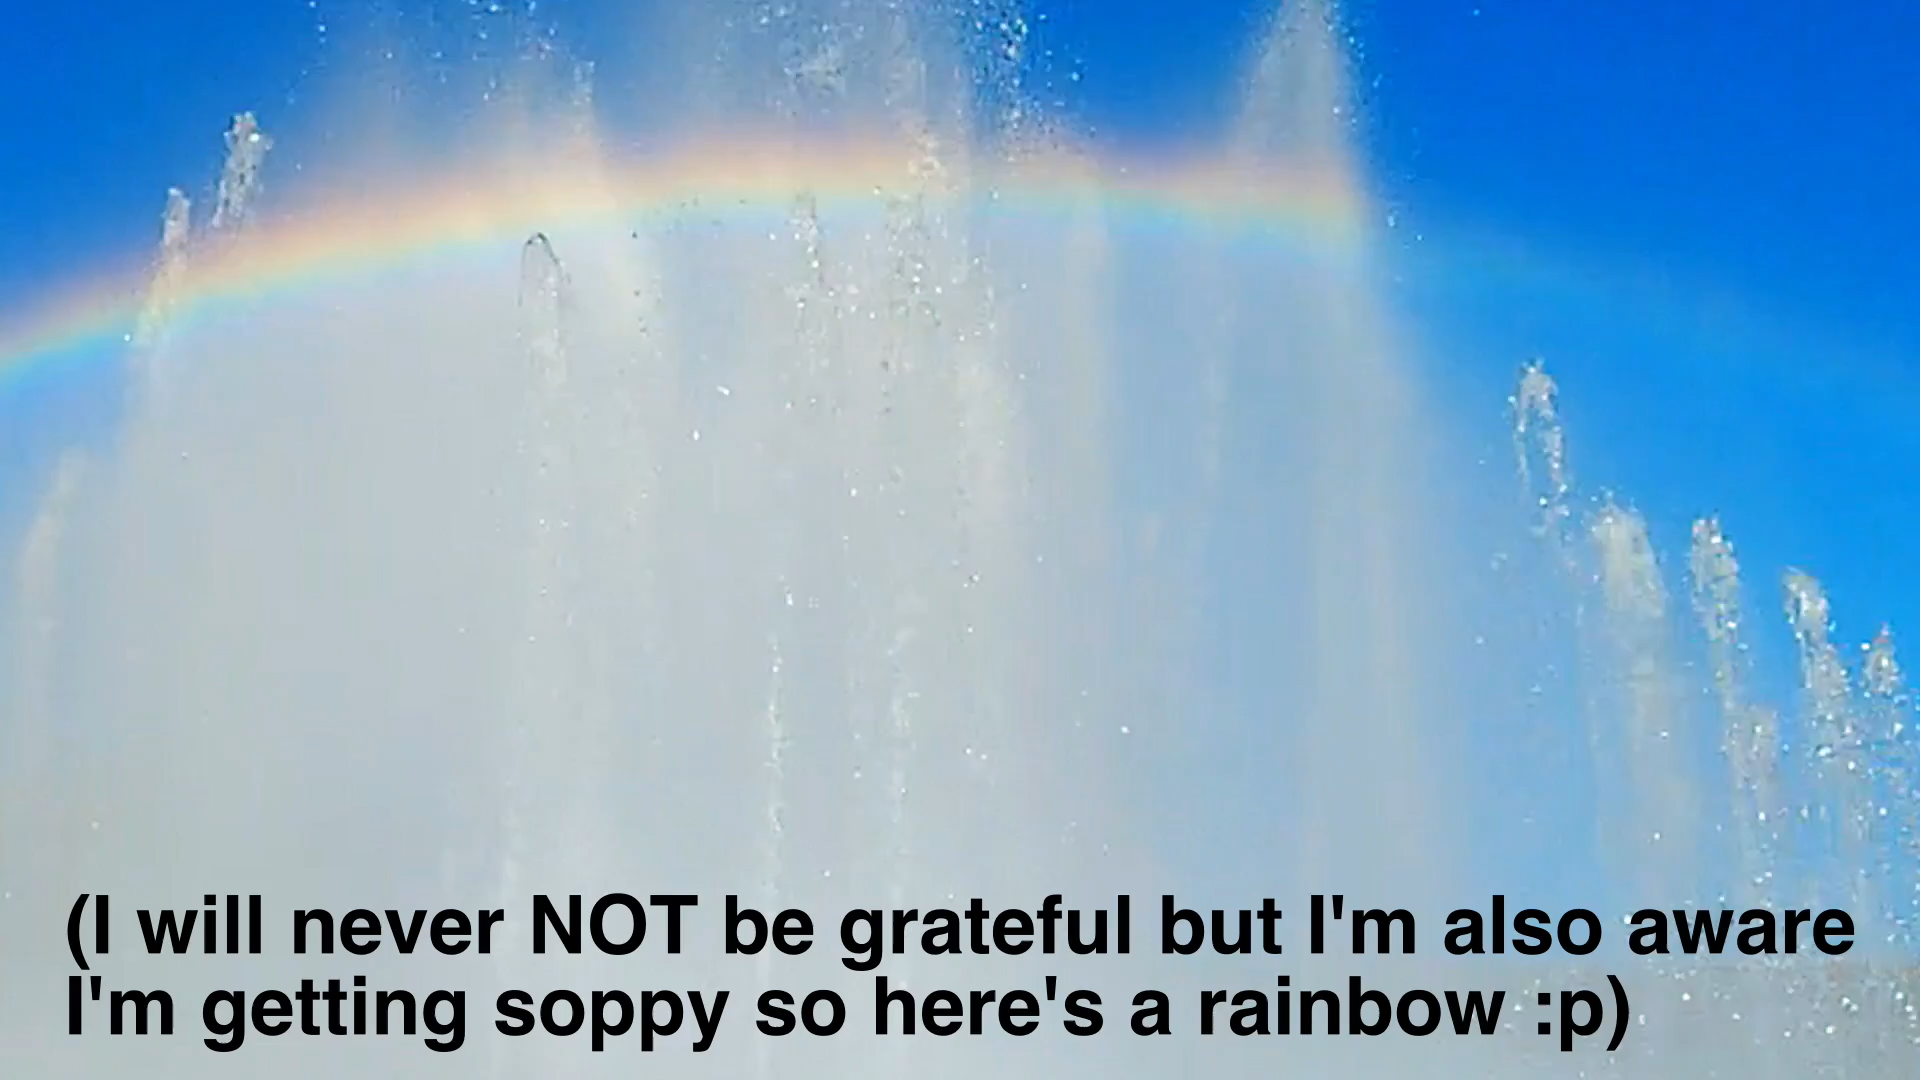 (I will never NOT be grateful but I'm also aware
I'm getting soppy so here's a rainbow :p)